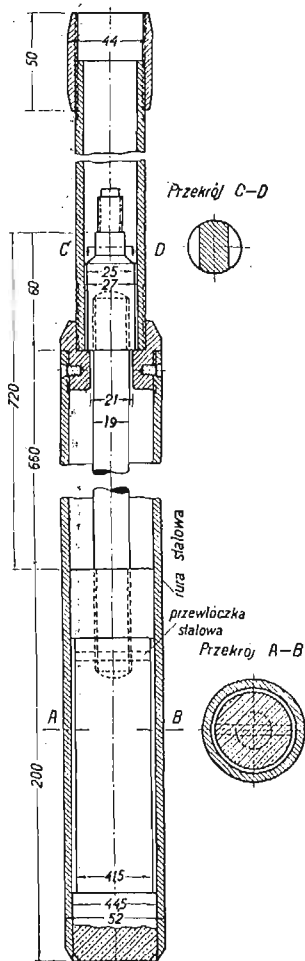 44
50
Przekrój C-D
C D
25
27
60
720
21
19
660
rura stalowa
przewłóczka
stalowa
Przekrój A-B
A B
200
41,5
44,5
52